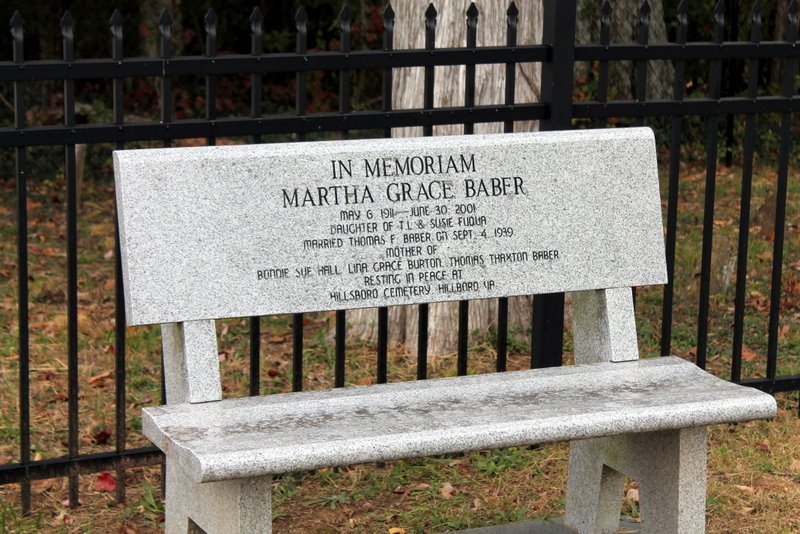 IN MEMORIAM
MARTHA GRACE BABER
MAY 6, 1911—JUNE 30, 2001
DAUGHTER OF T.L. & SUSIE FUQUA
MARRIED THOMAS F. BABER ON SEPT. 4, 1939
MOTHER OF
BONNIE SUE HALL, LINA GRACE BURTON, THOMAS THAXTON BABER
RESTING IN PEACE AT
HILLSBORO CEMETERY, HILLBORO, VA